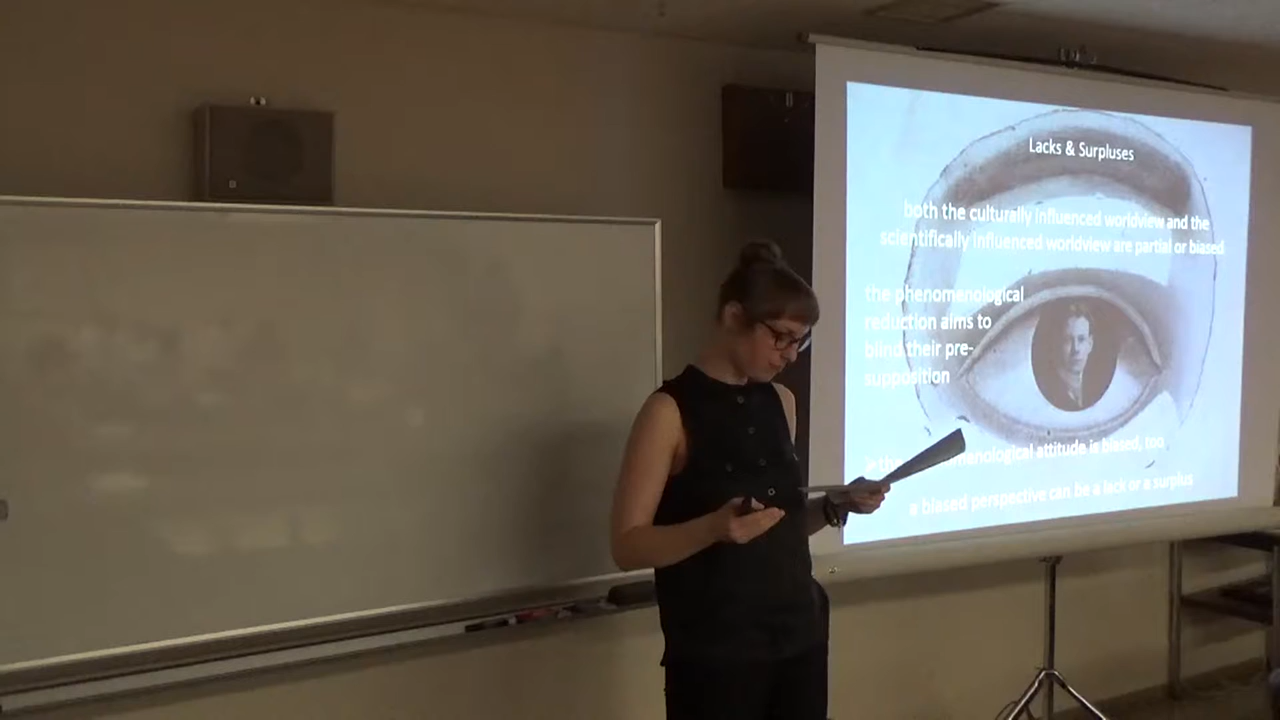 Lacks & Surpluses
both the culturally influenced worldview and the
scientifically influenced worldview are partial or biased
the phenomenological
reduction aims to
blind their pre-
supposition
attitude is biased, too
a biased perspective can be a lack or a surplus